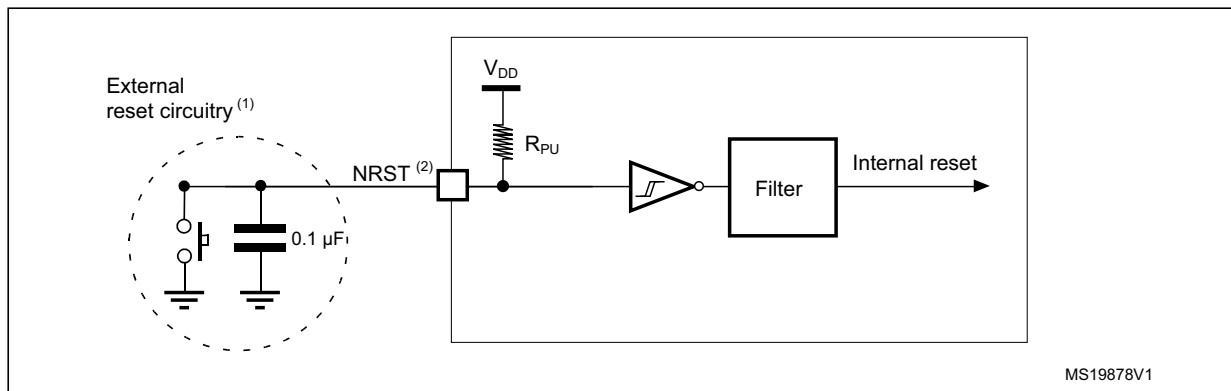 External
reset circuitry (1)
VDD
RPU
NRST (2)
0.1 µF
Filter
Internal reset
MS19878V1